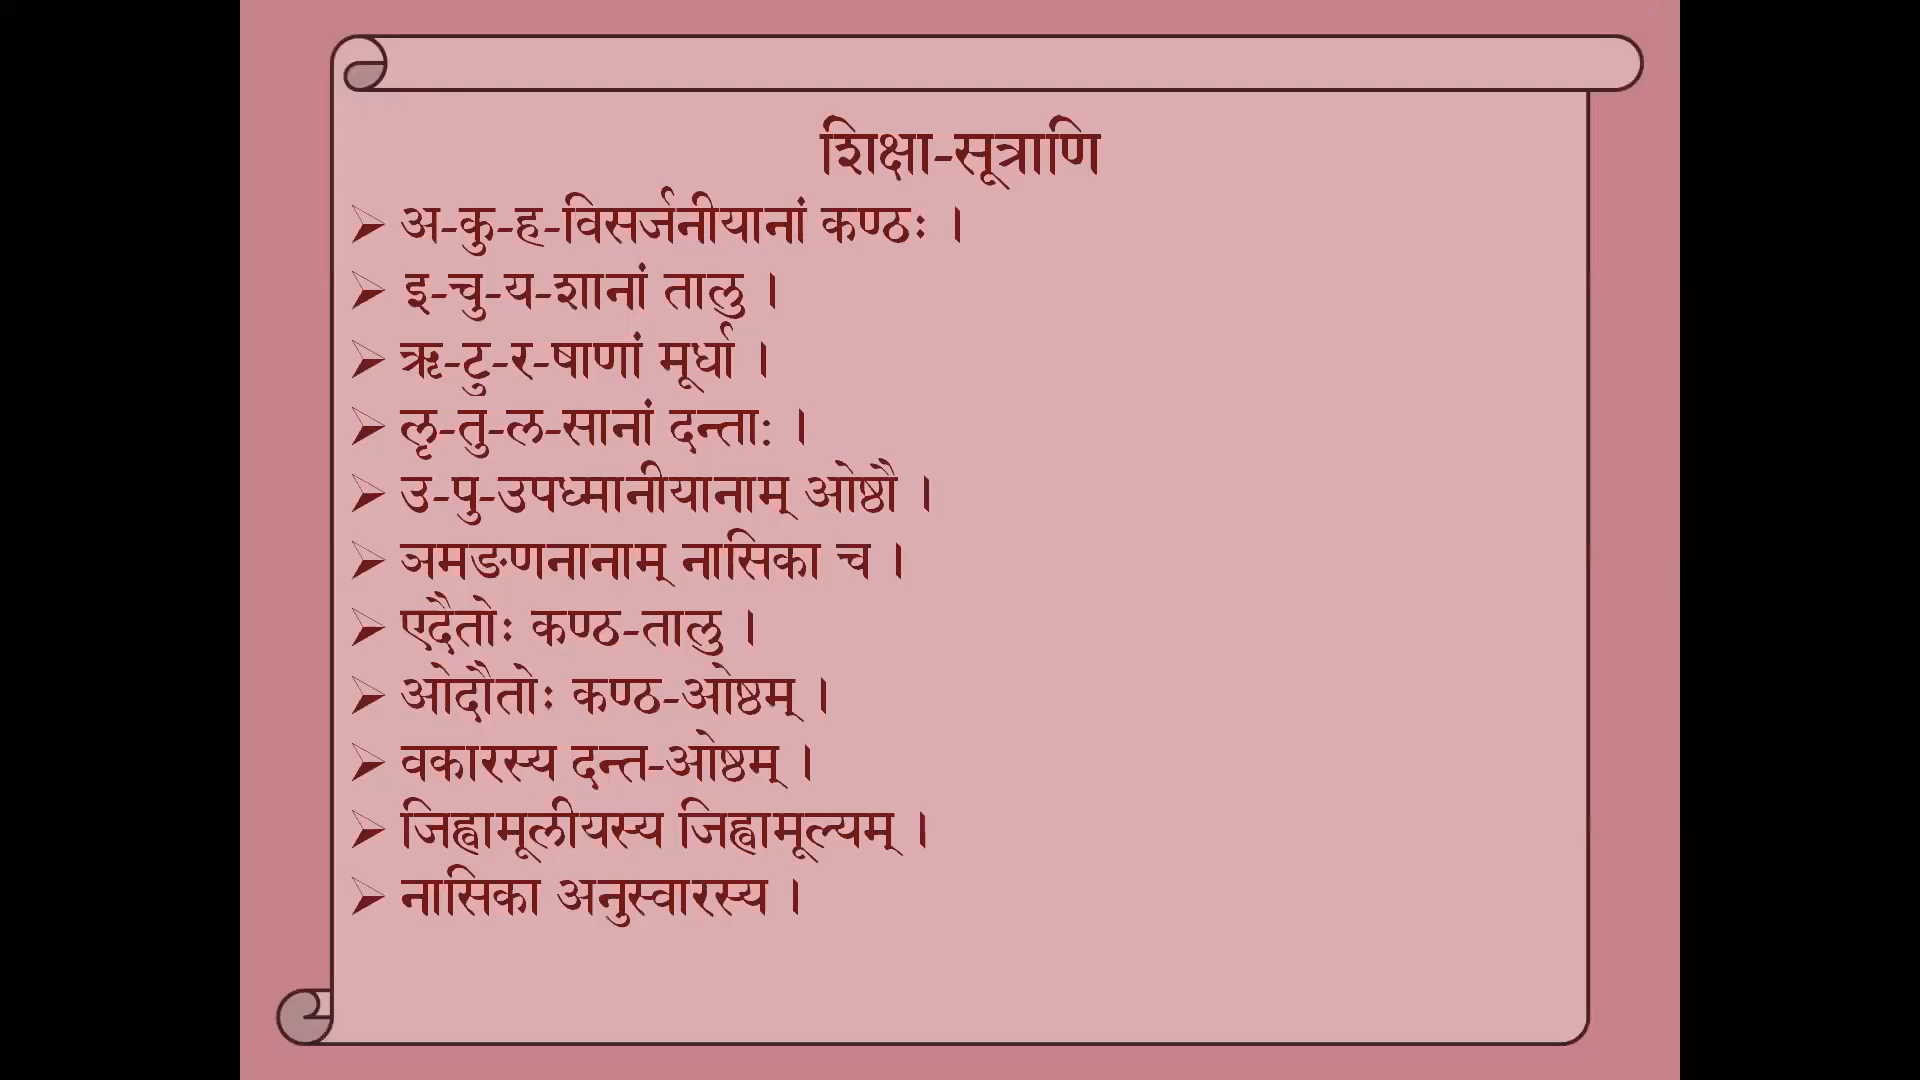 शिक्षा-सूत्राणि
अ-कु-ह-विसर्जनीयानां कण्ठः ।
इ-चु-य-शानां तालु ।
ऋ-टु-र-षाणां मूर्धा ।
लृ-तु-ल-सानां दन्ता: ।
उ-पु-उपध्मानीयानाम् ओष्ठौ ।
ञमङणनानाम् नासिका च ।
एदैतोः कण्ठ-तालु ।
ओदौतोः कण्ठ-ओष्ठम् ।
वकारस्य दन्त-ओष्ठम् ।
जिह्वामूलीयस्य जिह्वामूल्यम् ।
नासिका अनुस्वारस्य ।